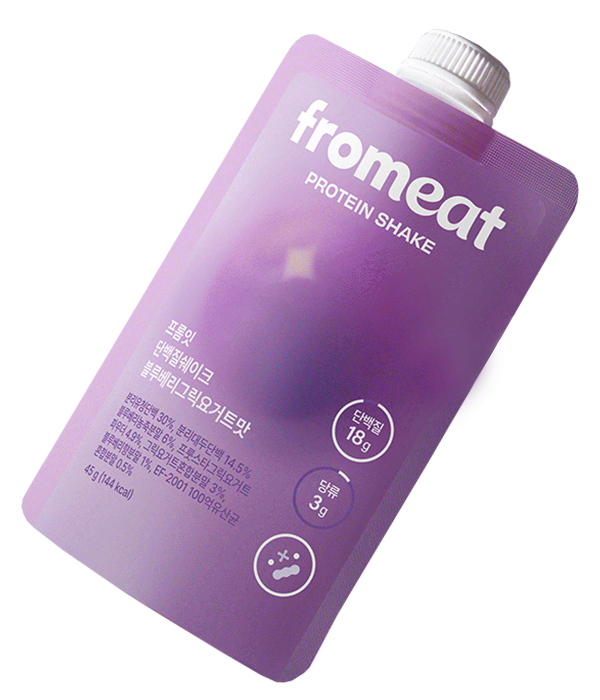 fromeat
PROTEIN SHAKE
프롬잇
단백질쉐이크
블루베리그릭요거트맛
분리유청단백 30%, 분리대두단백 14.5%
블루베리농축분말 6%, 프루스타그릭요거트
파우더 4.9%, 그릭요거트혼합분말 3%,
블루베리향분말 1%, EF-2001 100억유산균
혼합분말 0.5%
45 g (144 kcal)
단백질
18g
당류
3g